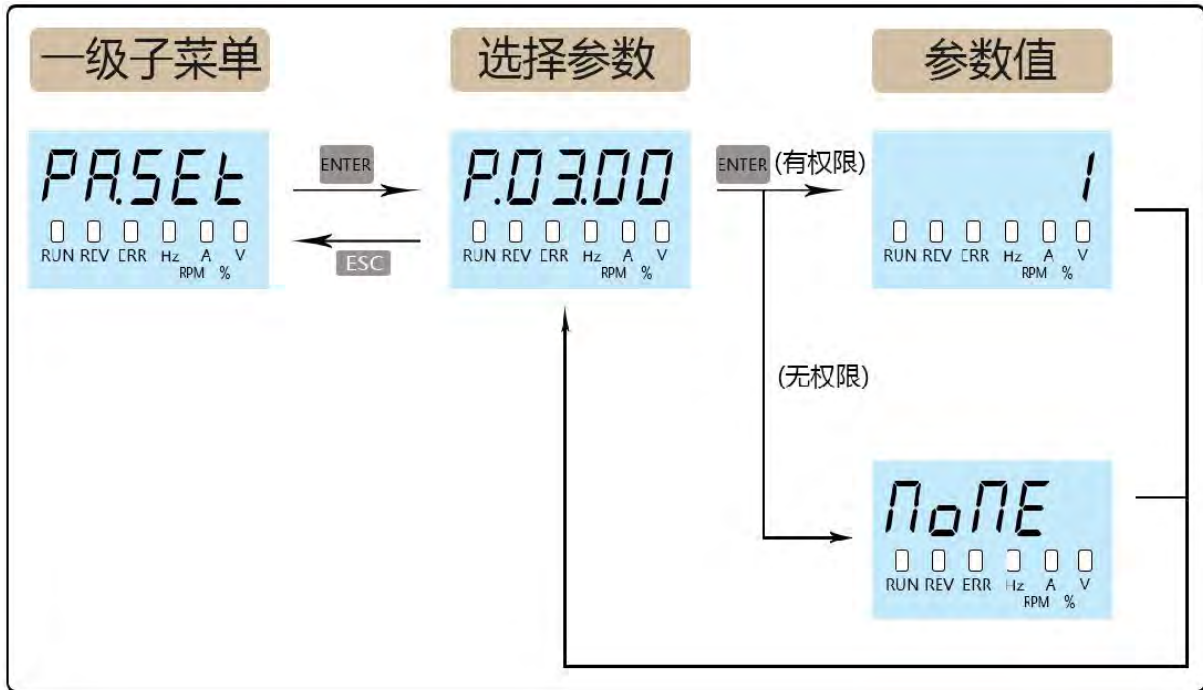 一级子菜单 选择参数 参数值
PA.SEt
ENTER
P.03.00
ENTER (有权限)
1
RUN REV ERR Hz A V
RPM %
ESC
RUN REV ERR Hz A V
RPM %
RUN REV ERR Hz A V
RPM %
(无权限)
NoNE
RUN REV ERR Hz A V
RPM %